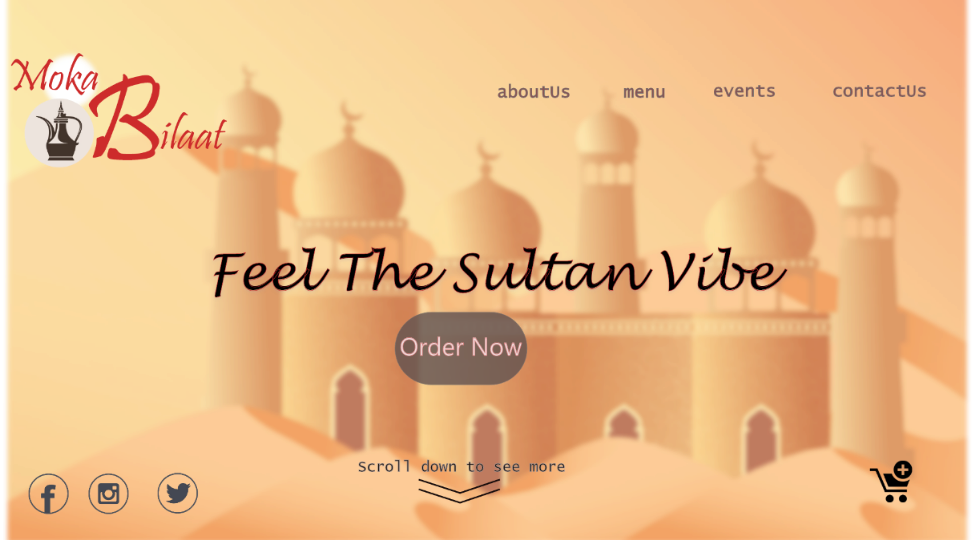 Moka
Bilaat
aboutUs menu events contactUs
Feel The Sultan Vibe
Order Now
Scroll down to see more